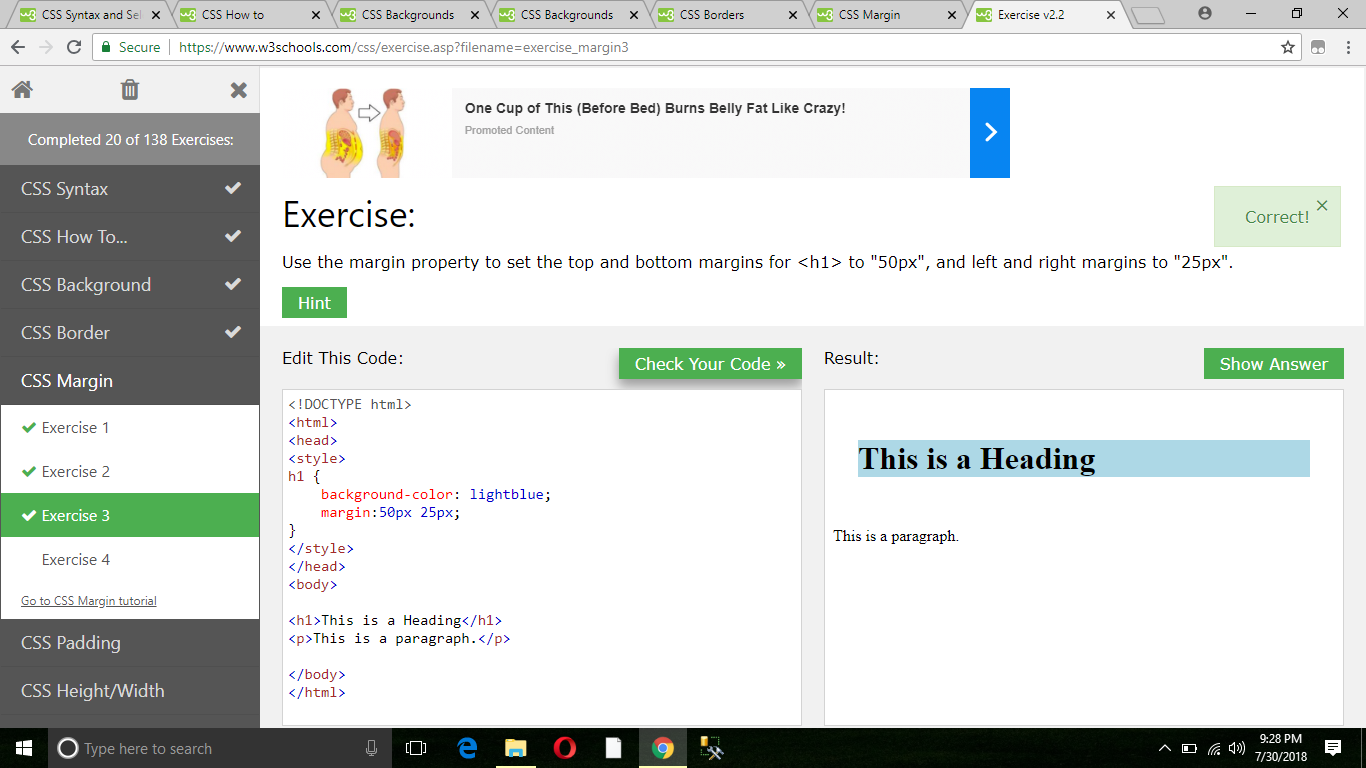 CSS Syntax and Sel
CSS How to
CSS Backgrounds
CSS Backgrounds
CSS Borders
CSS Margin
Exercise v2.2
Secure
https://www.w3schools.com/css/exercise.asp?filename=exercise_margin3
Completed 20 of 138 Exercises:
CSS Syntax
CSS How To...
CSS Background
CSS Border
CSS Margin
Exercise 1
Exercise 2
Exercise 3
Exercise 4
Go to CSS Margin tutorial
CSS Padding
CSS Height/Width
One Cup of This (Before Bed) Burns Belly Fat Like Crazy!
Promoted Content
Exercise:
Correct!
Use the margin property to set the top and bottom margins for <h1> to "50px", and left and right margins to "25px".
Hint
Edit This Code:
Check Your Code »
<!DOCTYPE html>
<html>
<head>
<style>
h1 {
    background-color: lightblue;
    margin:50px 25px;
}
</style>
</head>
<body>
<h1>This is a Heading</h1>
<p>This is a paragraph.</p>
</body>
</html>
Result:
Show Answer
This is a Heading
This is a paragraph.
Type here to search
9:28 PM
7/30/2018